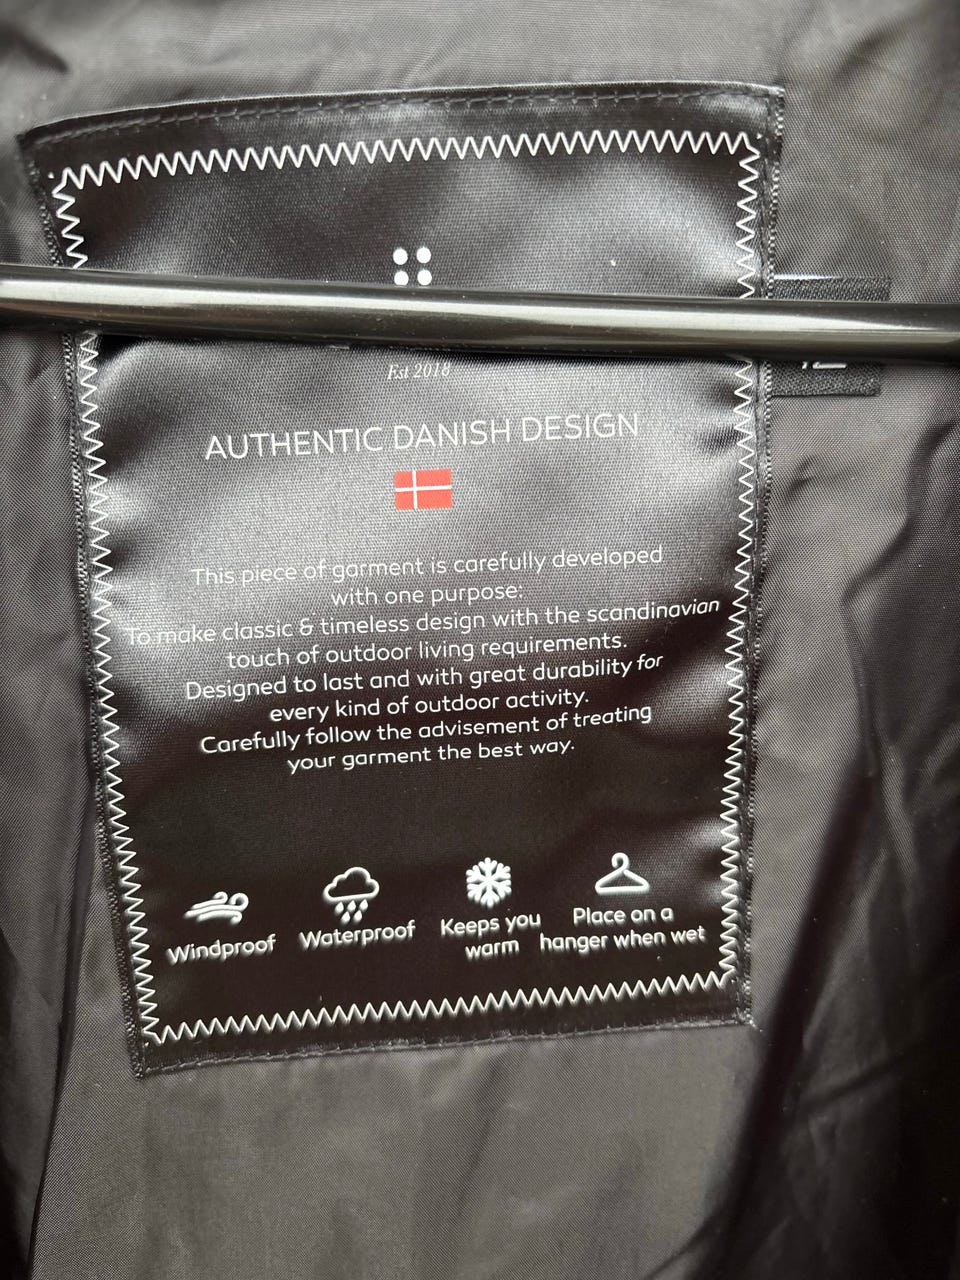 Est 2018
AUTHENTIC DANISH DESIGN
This piece of garment is carefully developed
with one purpose:
To make classic & timeless design with the scandinavian
touch of outdoor living requirements.
Designed to last and with great durability for
every kind of outdoor activity.
Carefully follow the advisement of treating
your garment the best way.
Windproof
Waterproof
Keeps you
warm
Place on a
hanger when wet